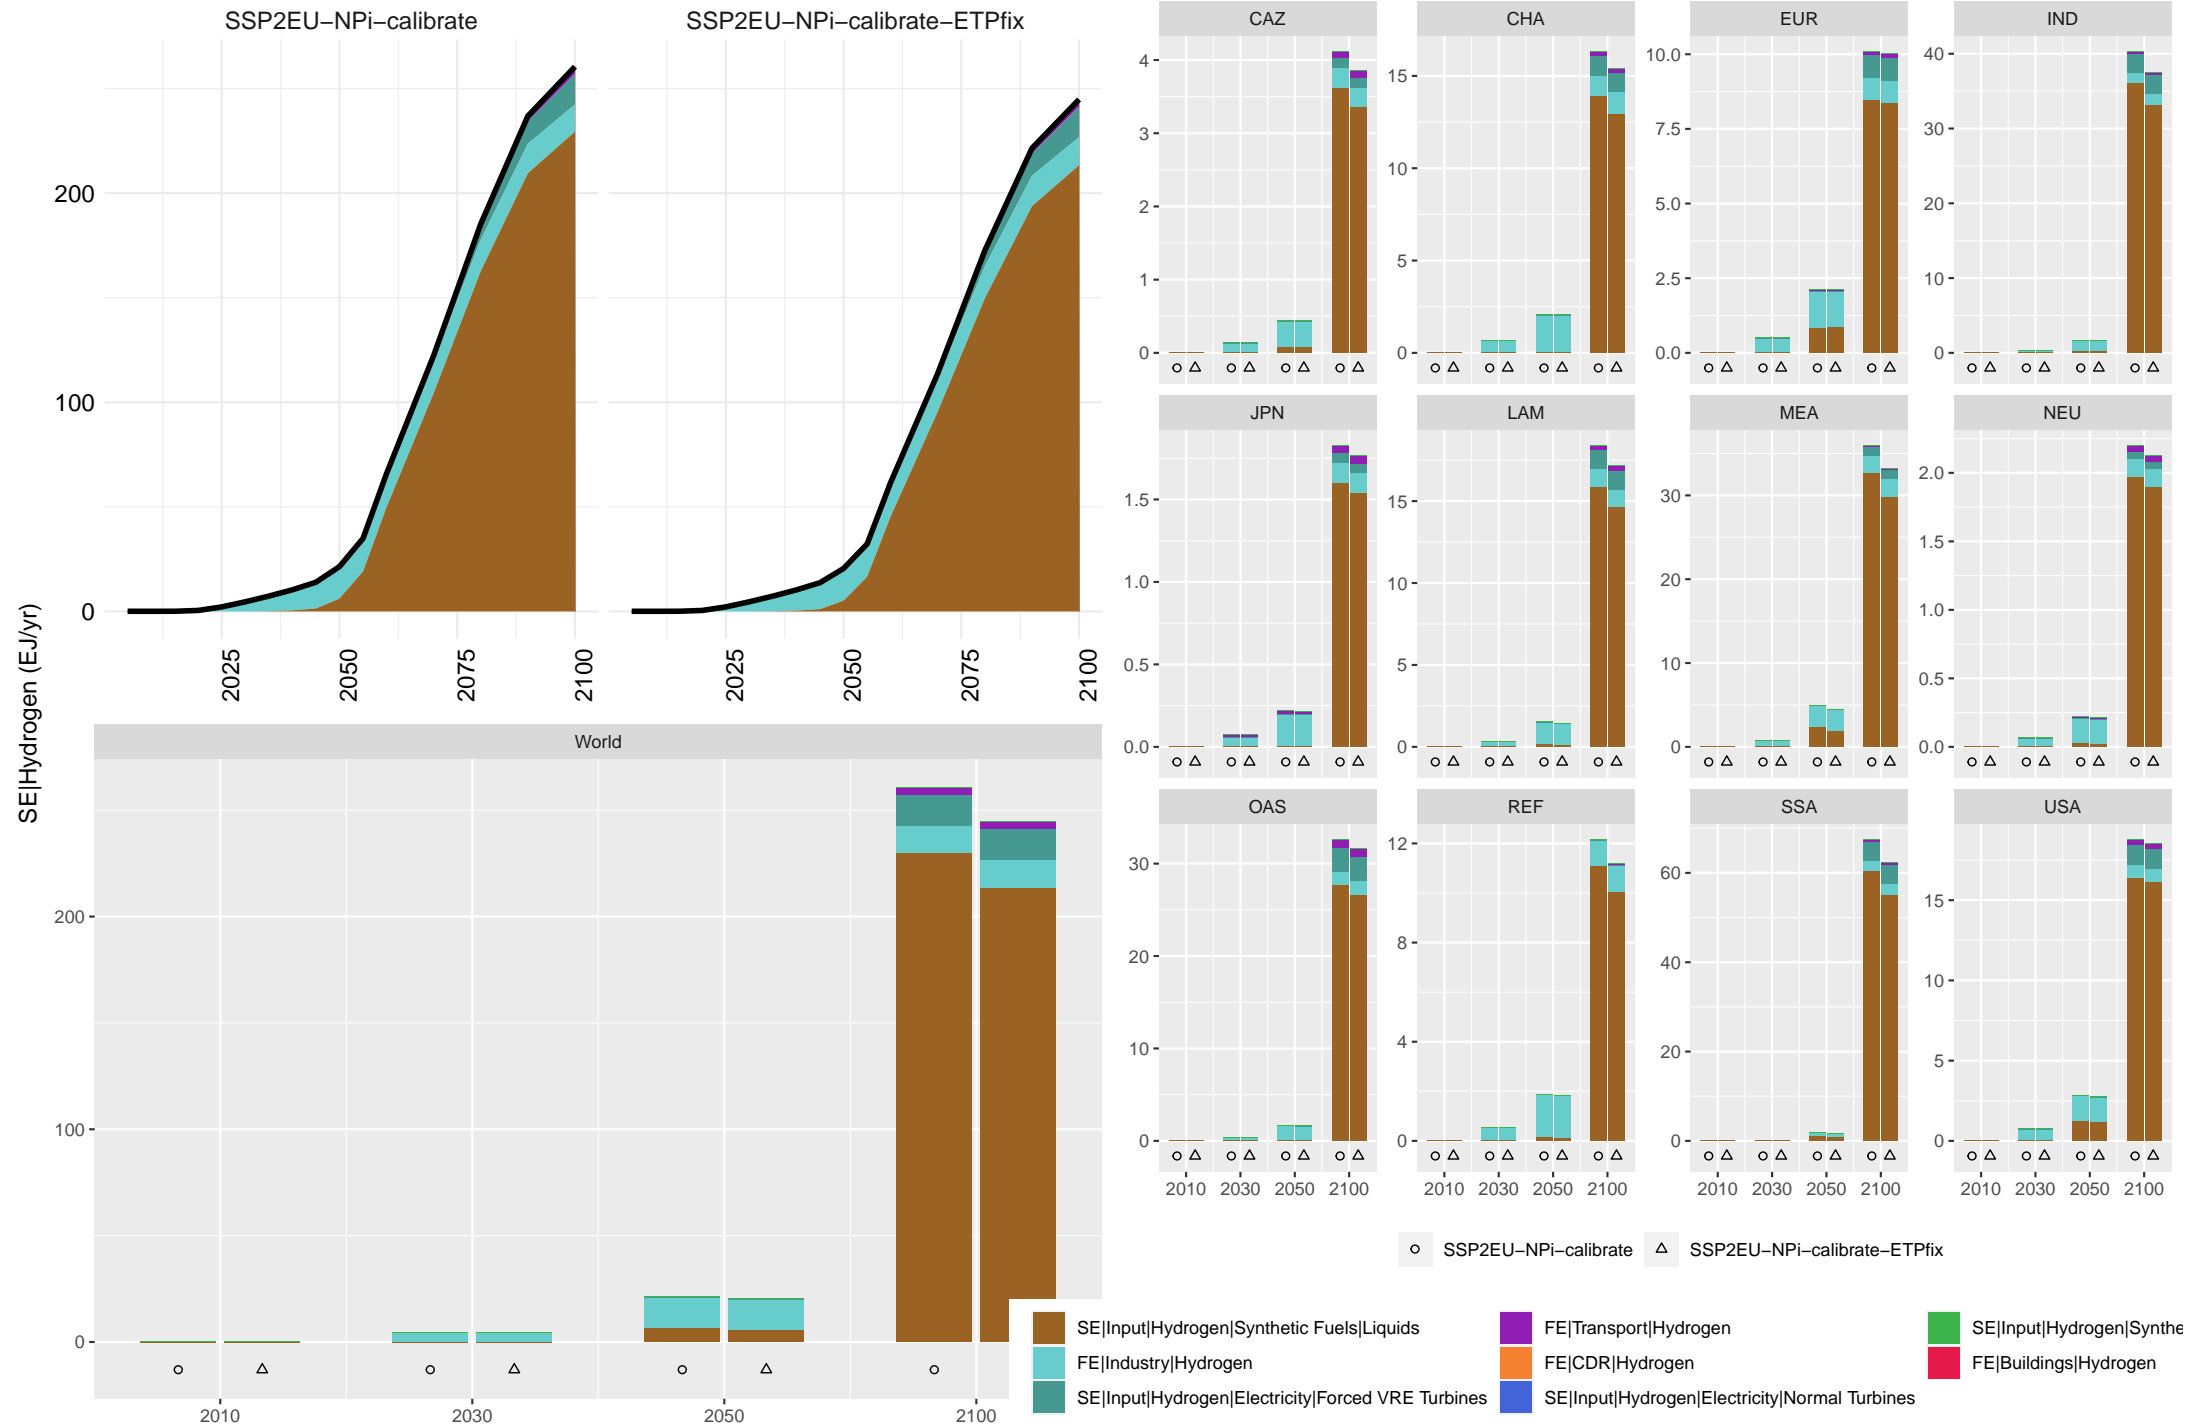 SSP2EU−NPi−calibrate
SSP2EU−NPi−calibrate−ETPfix
200
100
0
2025
2050
2075
2100
2025
2050
2075
2100
SE|Hydrogen (EJ/yr)
World
200
100
0
2010
2030
2050
2100
CAZ
4
3
2
1
0
CHA
15
10
5
0
EUR
10.0
7.5
5.0
2.5
0.0
IND
40
30
20
10
0
JPN
1.5
1.0
0.5
0.0
LAM
15
10
5
0
MEA
30
20
10
0
NEU
2.0
1.5
1.0
0.5
0.0
OAS
30
20
10
0
2010 2030 2050 2100
REF
12
8
4
0
2010 2030 2050 2100
SSA
60
40
20
0
2010 2030 2050 2100
USA
15
10
5
0
2010 2030 2050 2100
SSP2EU−NPi−calibrate
SSP2EU−NPi−calibrate−ETPfix
SE|Input|Hydrogen|Synthetic Fuels|Liquids
FE|Industry|Hydrogen
SE|Input|Hydrogen|Electricity|Forced VRE Turbines
FE|Transport|Hydrogen
FE|CDR|Hydrogen
SE|Input|Hydrogen|Electricity|Normal Turbines
SE|Input|Hydrogen|Synthe
FE|Buildings|Hydrogen